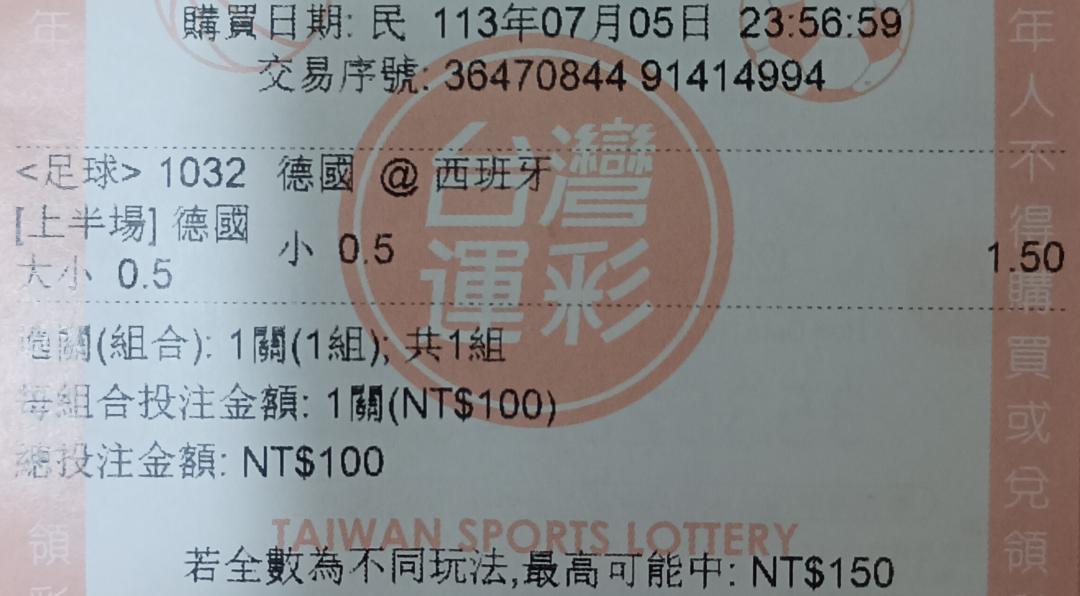 購買日期: 民 113年07月05日 23:56:59
交易序號: 36470844 91414994
<足球> 1032 德國 @ 西班牙
[上半場] 德國
大小 0.5
小 0.5
1.50
過關(組合): 1關(1組); 共1組
每組合投注金額: 1關(NT$100)
總投注金額: NT$100
台灣
運彩
TAIWAN SPORTS LOTTERY
若全數為不同玩法,最高可能中: NT$150
年
領
年人不得購買或兌領